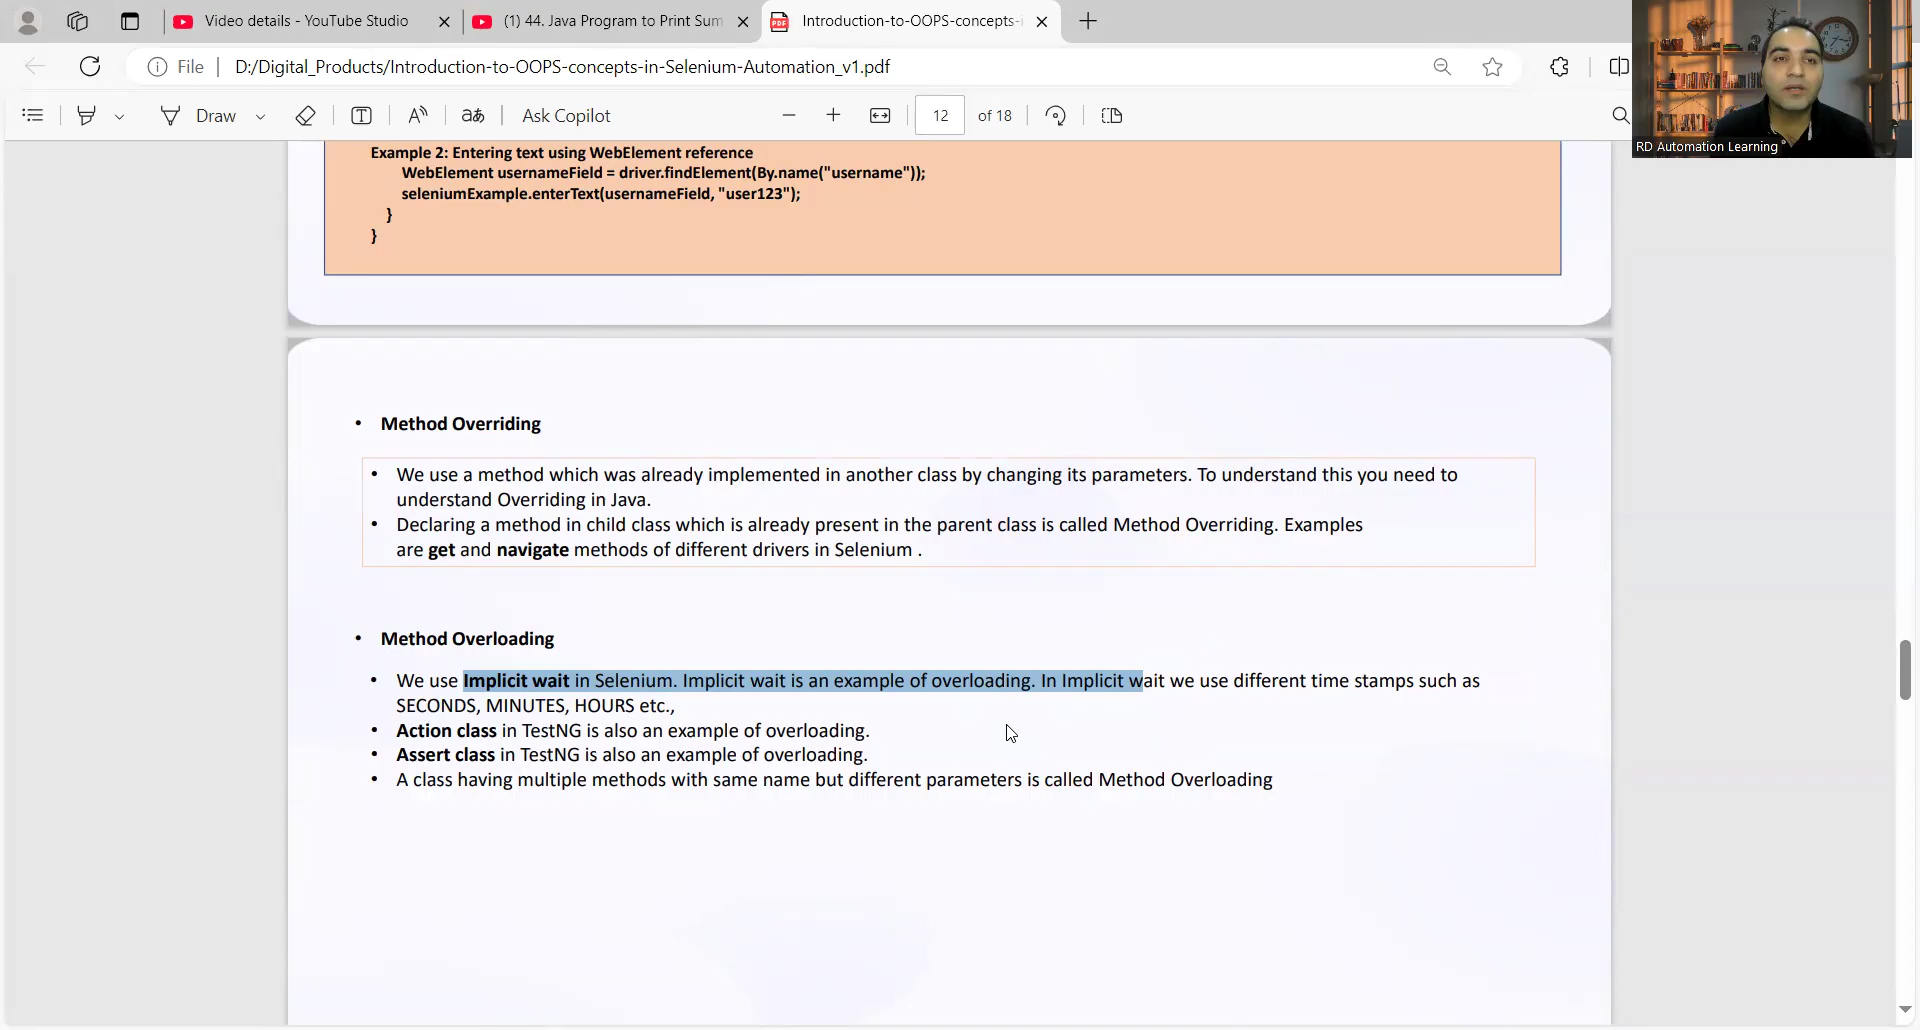 Video details - YouTube Studio
(1) 44. Java Program to Print Sum
Introduction-to-OOPS-concepts-i
File
D:/Digital_Products/Introduction-to-OOPS-concepts-in-Selenium-Automation_v1.pdf
Draw
aあ
Ask Copilot
12 of 18
RD Automation Learning
Example 2: Entering text using WebElement reference
WebElement usernameField = driver.findElement(By.name("username"));
seleniumExample.enterText(usernameField, "user123");
}
}
• Method Overriding
• We use a method which was already implemented in another class by changing its parameters. To understand this you need to
understand Overriding in Java.
• Declaring a method in child class which is already present in the parent class is called Method Overriding. Examples
are get and navigate methods of different drivers in Selenium .
• Method Overloading
• We use Implicit wait in Selenium. Implicit wait is an example of overloading. In Implicit wait we use different time stamps such as
SECONDS, MINUTES, HOURS etc.,
• Action class in TestNG is also an example of overloading.
• Assert class in TestNG is also an example of overloading.
• A class having multiple methods with same name but different parameters is called Method Overloading